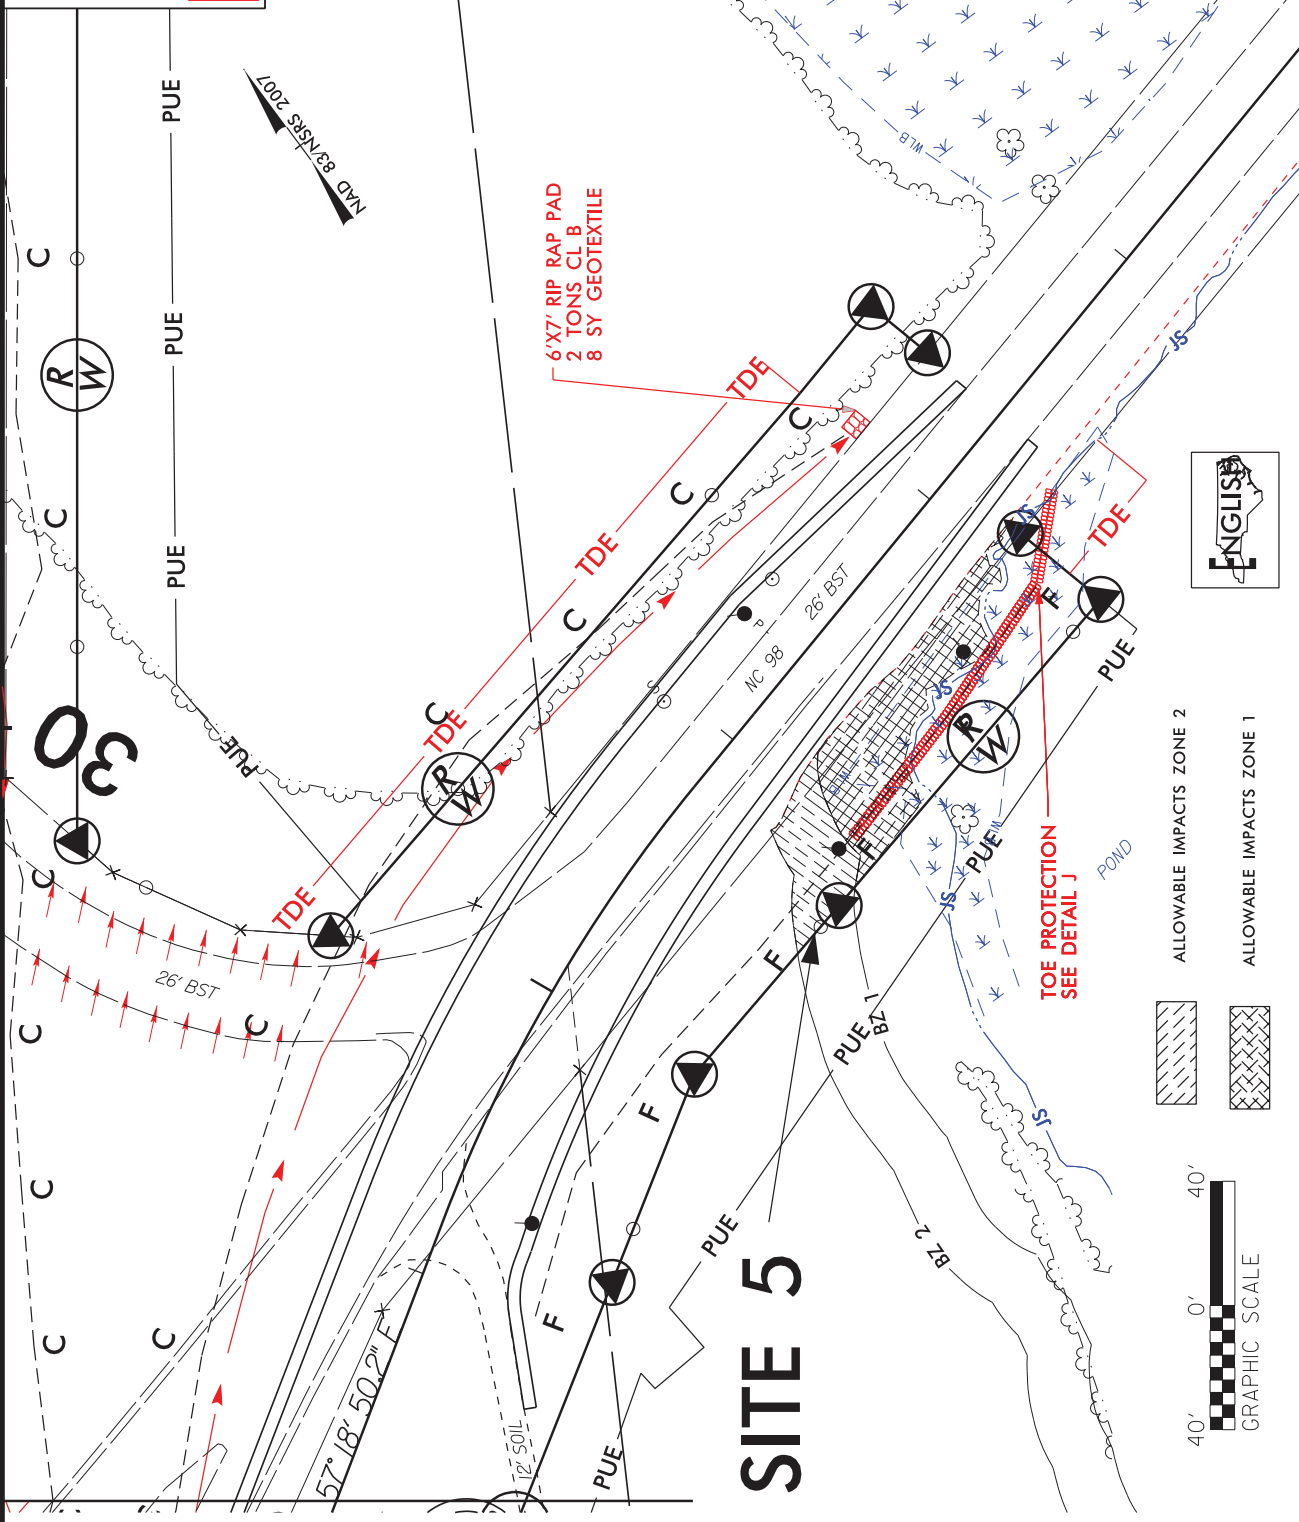 PUE
PUE
PUE
PUE
NAD 83/NSRS 2007
C
C
C
C
C
C
C
C
C
C
C
C
R/W
30
6'X7' RIP RAP PAD
2 TONS CL B
8 SY GEOTEXTILE
TDE
TDE
TDE
TDE
TDE
R/W
26' BST
NC 98
26' BST
WLB
JS
JS
JS
JS
JS
F
F
F
F
F
R/W
PUE
PUE
PUE
PUE
PUE
POND
TOE PROTECTION
SEE DETAIL J
BZ 1
BZ 2
57° 18' 50.2" E
12' SOIL
SITE 5
ENGLISH
ALLOWABLE IMPACTS ZONE 2
ALLOWABLE IMPACTS ZONE 1
40' 0' 40'
GRAPHIC SCALE